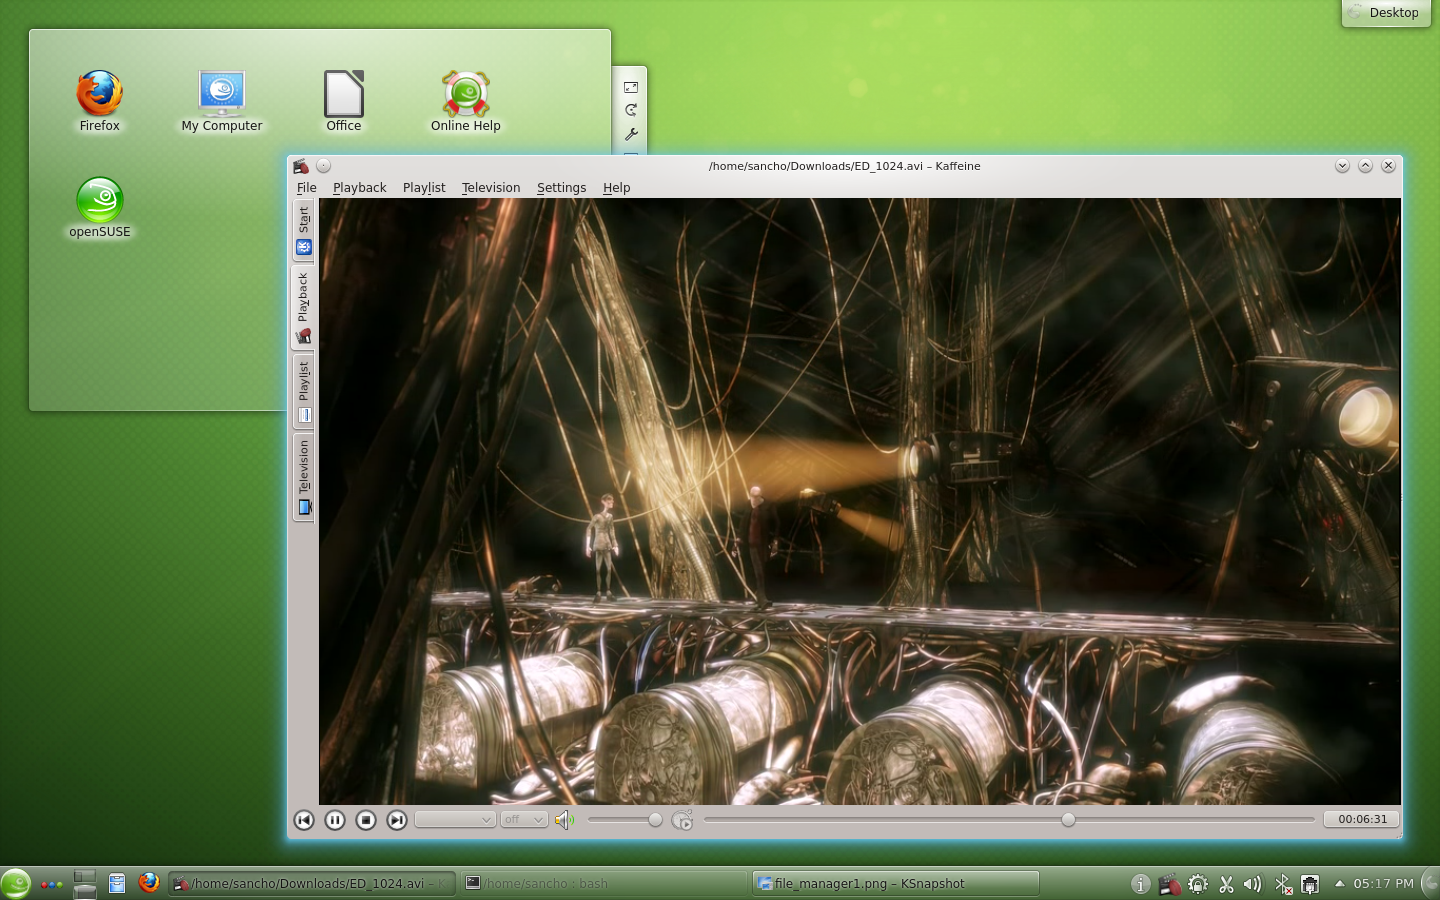 Desktop
Firefox
My Computer
Office
Online Help
openSUSE
/home/sancho/Downloads/ED_1024.avi – Kaffeine
File Playback Playlist Television Settings Help
Start
Playback
Playlist
Television
off
00:06:31
/home/sancho/Downloads/ED_1024.avi – K
/home/sancho : bash
file_manager1.png – KSnapshot
05:17 PM